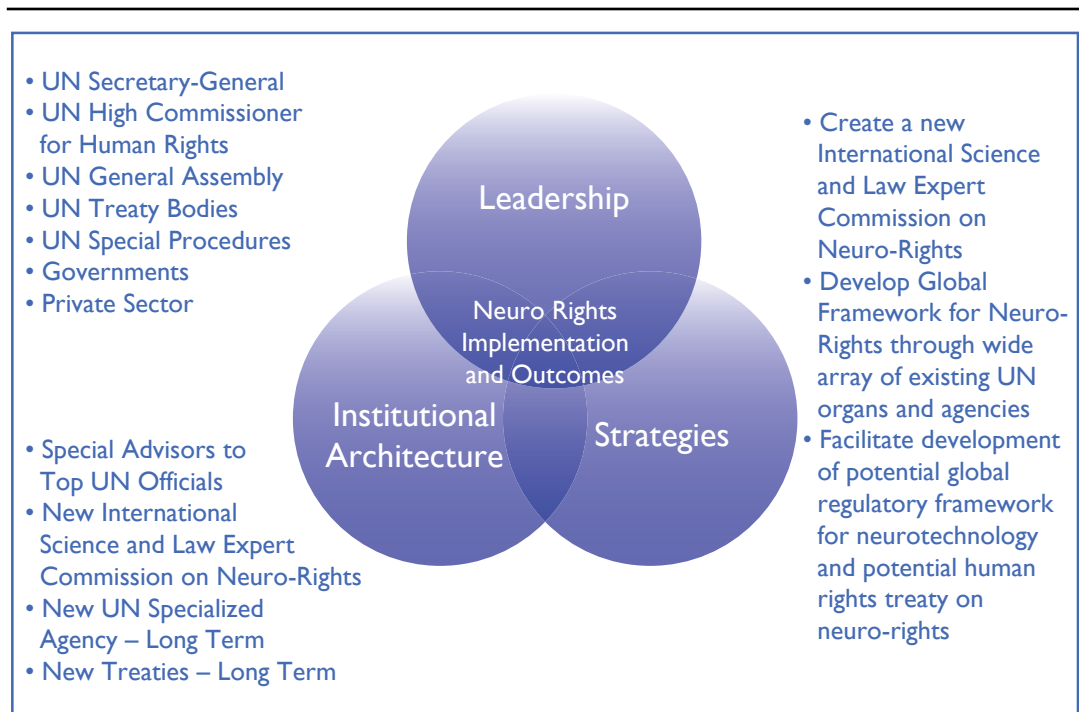 • UN Secretary-General
• UN High Commissioner
for Human Rights
• UN General Assembly
• UN Treaty Bodies
• UN Special Procedures
• Governments
• Private Sector
Leadership
Neuro Rights
Implementation
and Outcomes
Institutional
Architecture
Strategies
• Special Advisors to
Top UN Officials
• New International
Science and Law Expert
Commission on Neuro-Rights
• New UN Specialized
Agency – Long Term
• New Treaties – Long Term
• Create a new
International Science
and Law Expert
Commission on
Neuro-Rights
• Develop Global
Framework for Neuro-
Rights through wide
array of existing UN
organs and agencies
• Facilitate development
of potential global
regulatory framework
for neurotechnology
and potential human
rights treaty on
neuro-rights